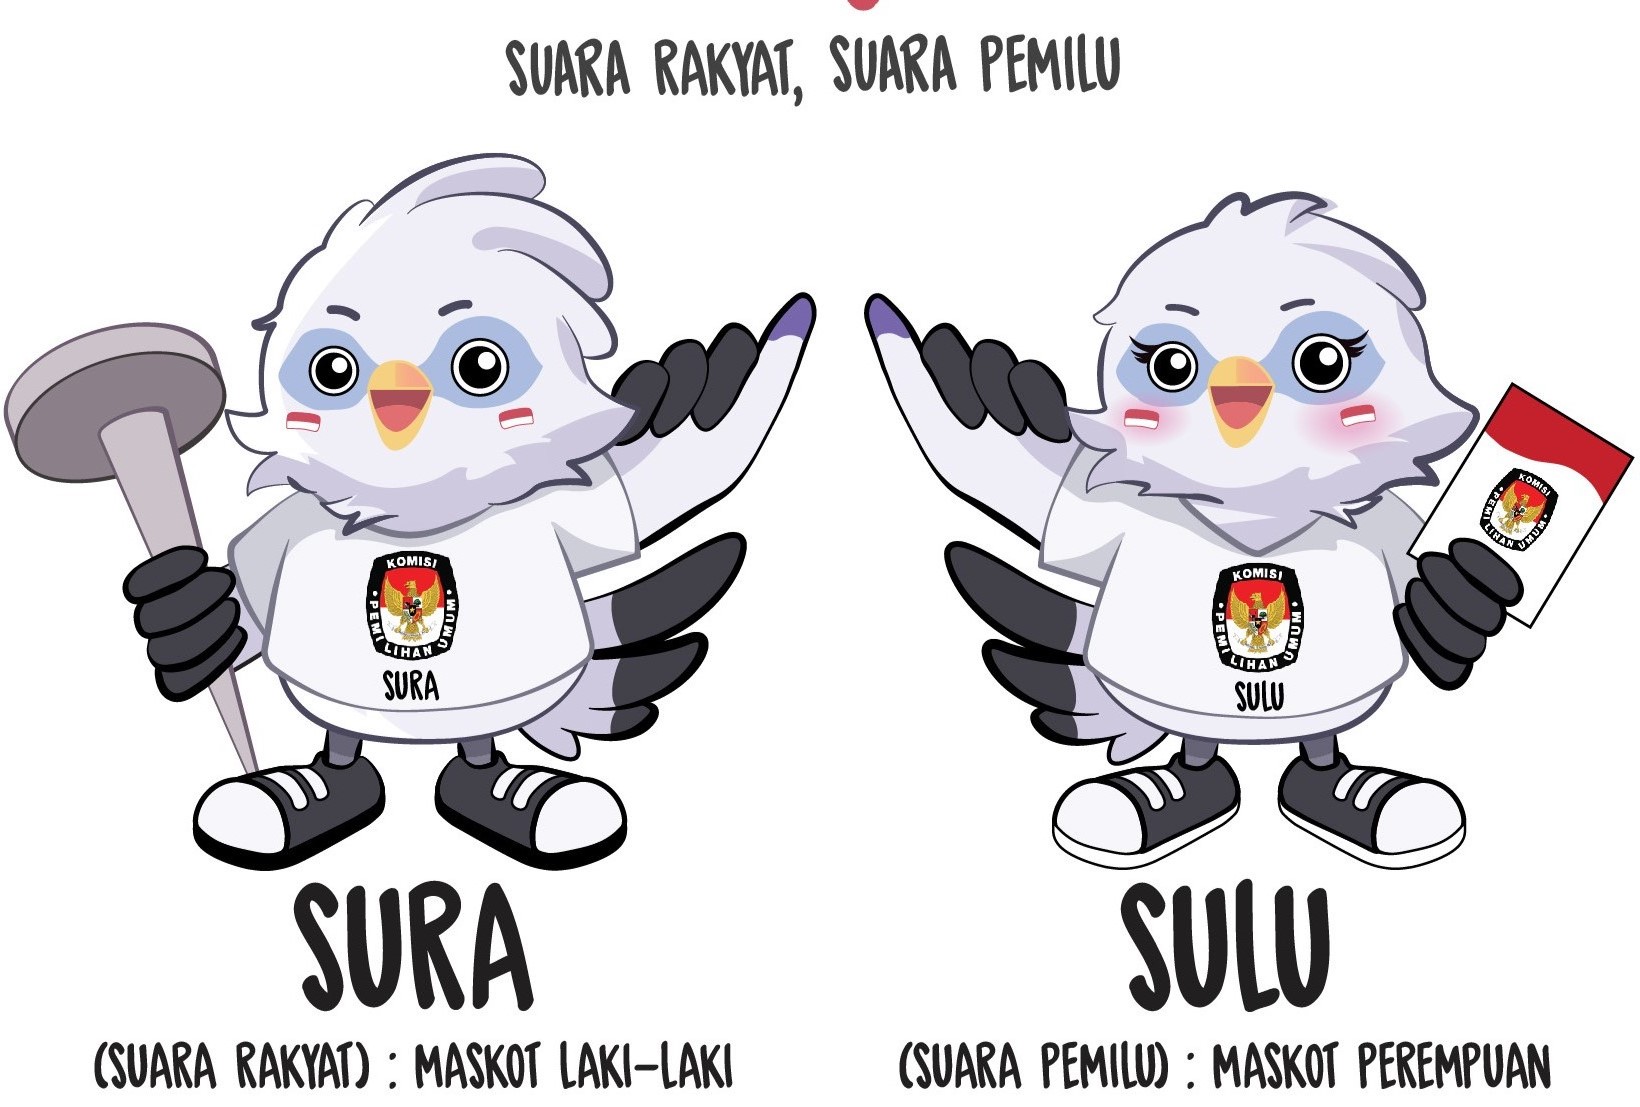 SUARA RAKYAT, SUARA PEMILU
KOMISI
PEMILIHAN UMUM
SURA
KOMISI
PEMILIHAN UMUM
SULU
KOMISI
PEMILIHAN UMUM
SURA
SULU
(SUARA RAKYAT) : MASKOT LAKI-LAKI
(SUARA PEMILU) : MASKOT PEREMPUAN